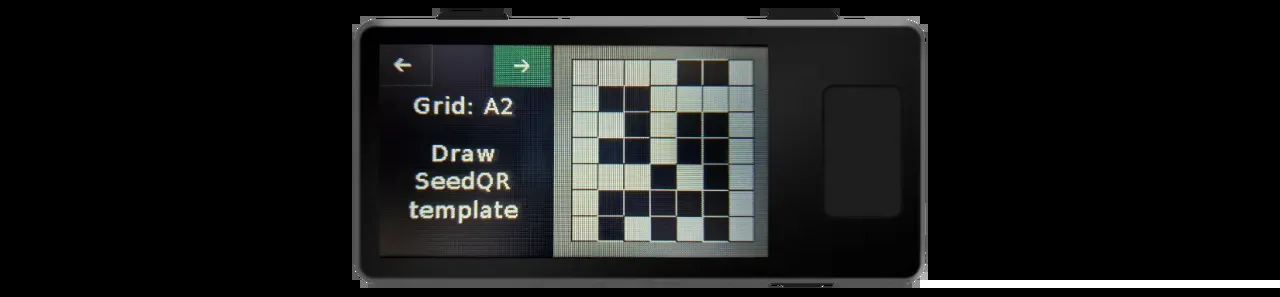 ← →
Grid: A2
Draw
SeedQR
template